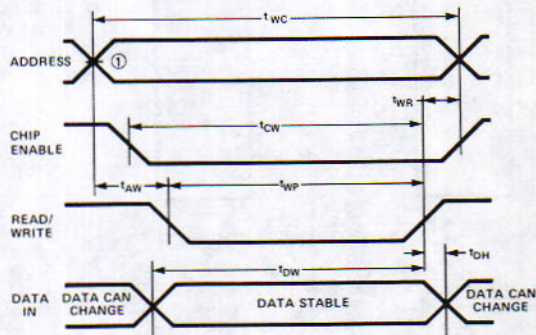 t WC
ADDRESS
①
tWR
CHIP
ENABLE
tCW
tAW
tWP
READ/
WRITE
tDW
tDH
DATA
IN
DATA CAN
CHANGE
DATA STABLE
DATA CAN
CHANGE